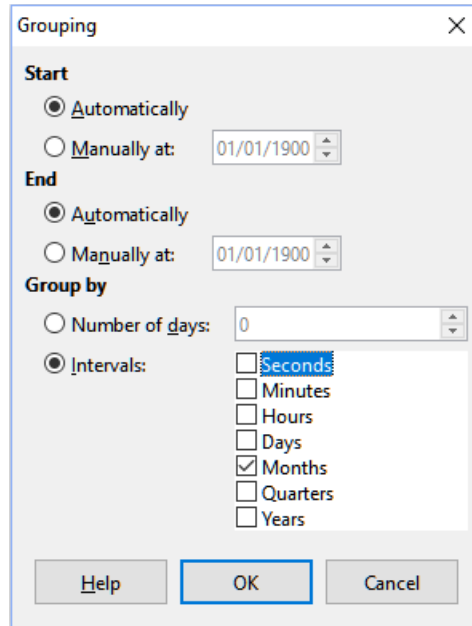 Grouping
Start
Automatically
Manually at: 01/01/1900
End
Automatically
Manually at: 01/01/1900
Group by
Number of days: 0
Intervals:
Seconds
Minutes
Hours
Days
Months
Quarters
Years
Help OK Cancel